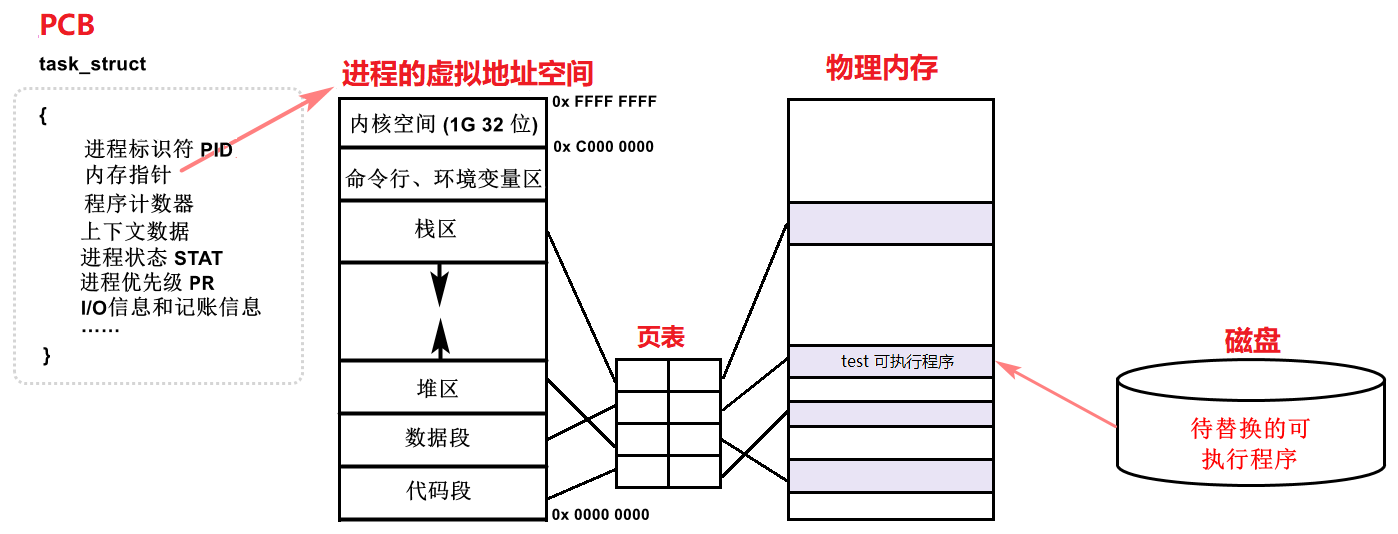 PCB
task_struct
{
进程标识符 PID
内存指针
程序计数器
上下文数据
进程状态 STAT
进程优先级 PR
I/O信息和记账信息
……
}
进程的虚拟地址空间
0x FFFF FFFF
内核空间 (1G 32 位)
0x C000 0000
命令行、环境变量区
栈区
堆区
数据段
代码段
0x 0000 0000
页表
物理内存
test 可执行程序
磁盘
待替换的可
执行程序